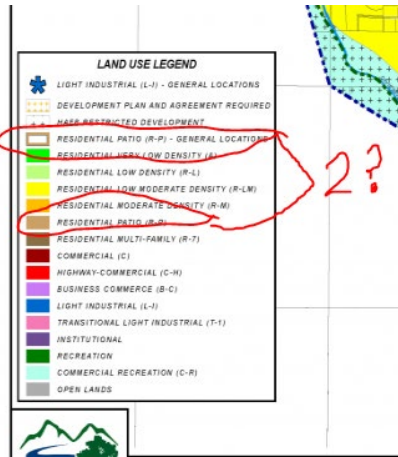 LAND USE LEGEND
LIGHT INDUSTRIAL (L-I) - GENERAL LOCATIONS
DEVELOPMENT PLAN AND AGREEMENT REQUIRED
HAFB RESTRICTED DEVELOPMENT
RESIDENTIAL PATIO (R-P) - GENERAL LOCATIONS
RESIDENTIAL VERY LOW DENSITY (A)
RESIDENTIAL LOW DENSITY (R-L)
RESIDENTIAL LOW MODERATE DENSITY (R-LM)
RESIDENTIAL MODERATE DENSITY (R-M)
RESIDENTIAL PATIO (R-P)
RESIDENTIAL MULTI-FAMILY (R-7)
COMMERCIAL (C)
HIGHWAY-COMMERCIAL (C-H)
BUSINESS COMMERCE (B-C)
LIGHT INDUSTRIAL (L-I)
TRANSITIONAL LIGHT INDUSTRIAL (T-1)
INSTITUTIONAL
RECREATION
COMMERCIAL RECREATION (C-R)
OPEN LANDS
2?